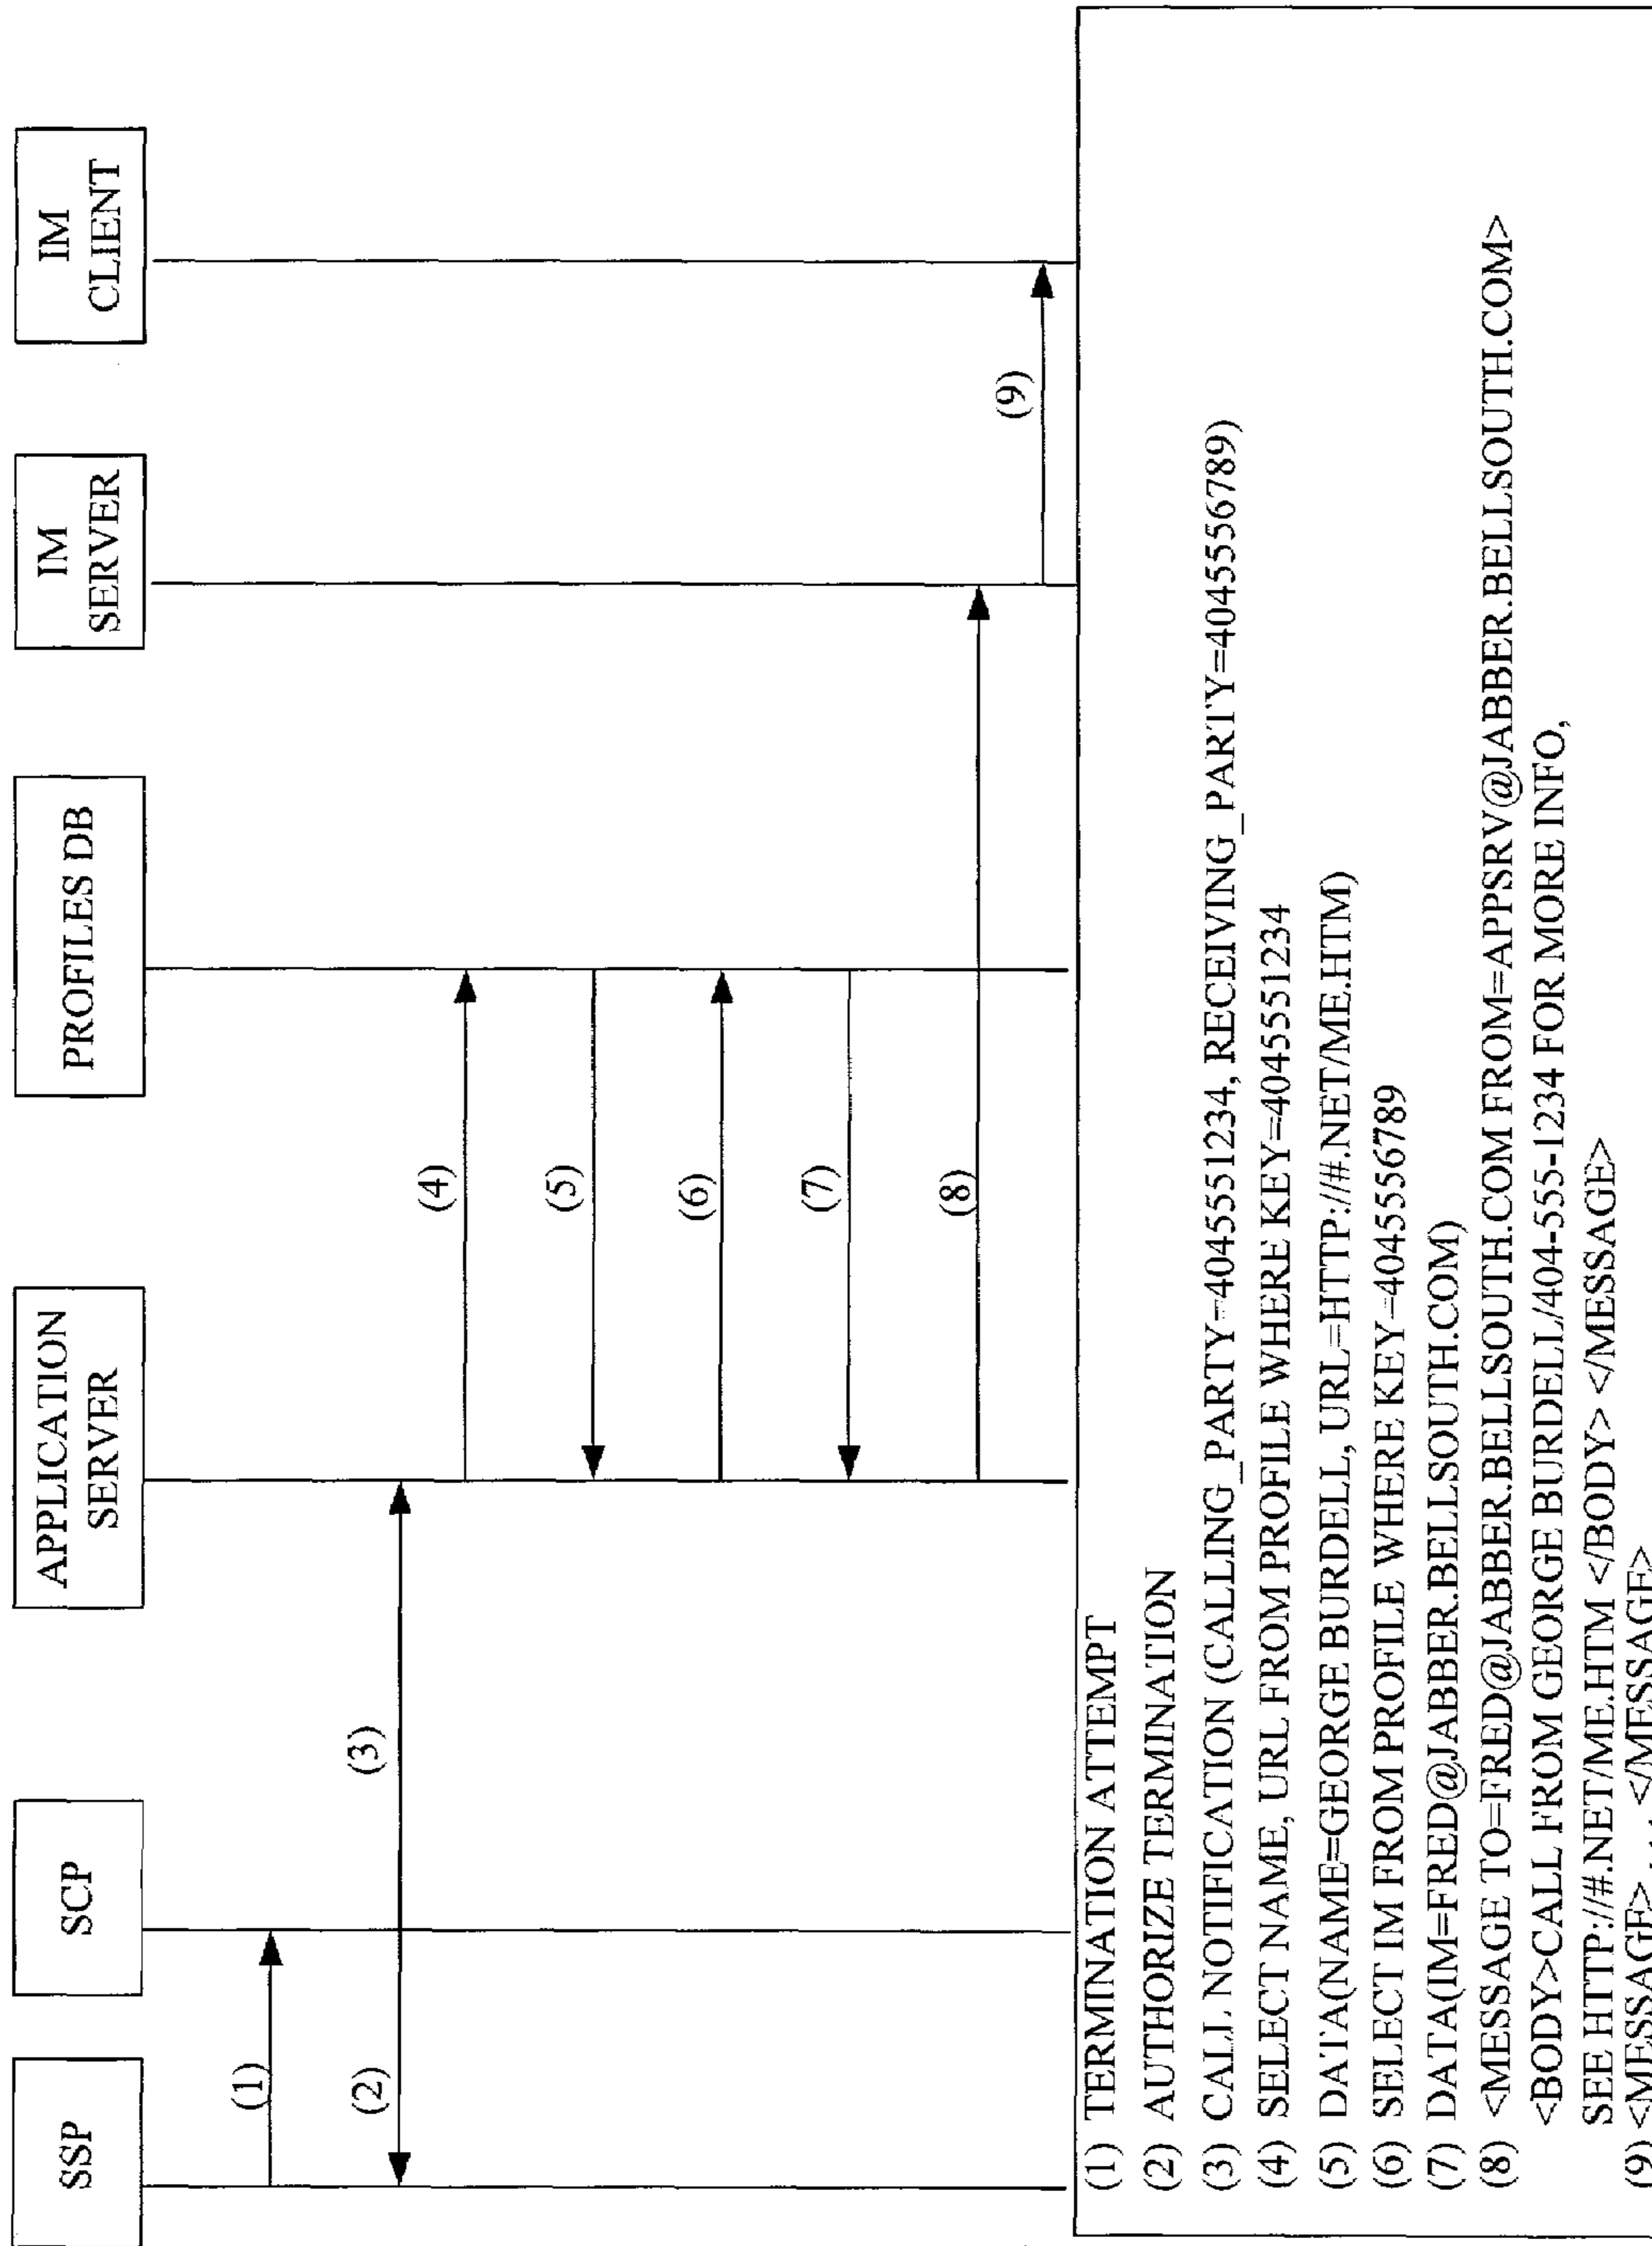 SSP
SCP
APPLICATION
SERVER
PROFILES DB
IM
SERVER
IM
CLIENT
(1)
(2)
(3)
(4)
(5)
(6)
(7)
(8)
(9)
(1) TERMINATION ATTEMPT
(2) AUTHORIZE TERMINATION
(3) CALL NOTIFICATION (CALLING_PARTY=4045551234, RECEIVING_PARTY=4045556789)
(4) SELECT NAME, URL FROM PROFILE WHERE KEY=4045551234
(5) DATA(NAME=GEORGE BURDELL, URL=HTTP://#.NET/ME.HTM)
(6) SELECT IM FROM PROFILE WHERE KEY=4045556789
(7) DATA(IM=FRED@JABBER.BELLSOUTH.COM)
(8) <MESSAGE TO=FRED@JABBER.BELLSOUTH.COM FROM=APPSRV@JABBER.BELLSOUTH.COM>
<BODY>CALL FROM GEORGE BURDELL/404-555-1234 FOR MORE INFO,
SEE HTTP://#.NET/ME.HTM </BODY> </MESSAGE>
(9) <MESSAGE> .... </MESSAGE>